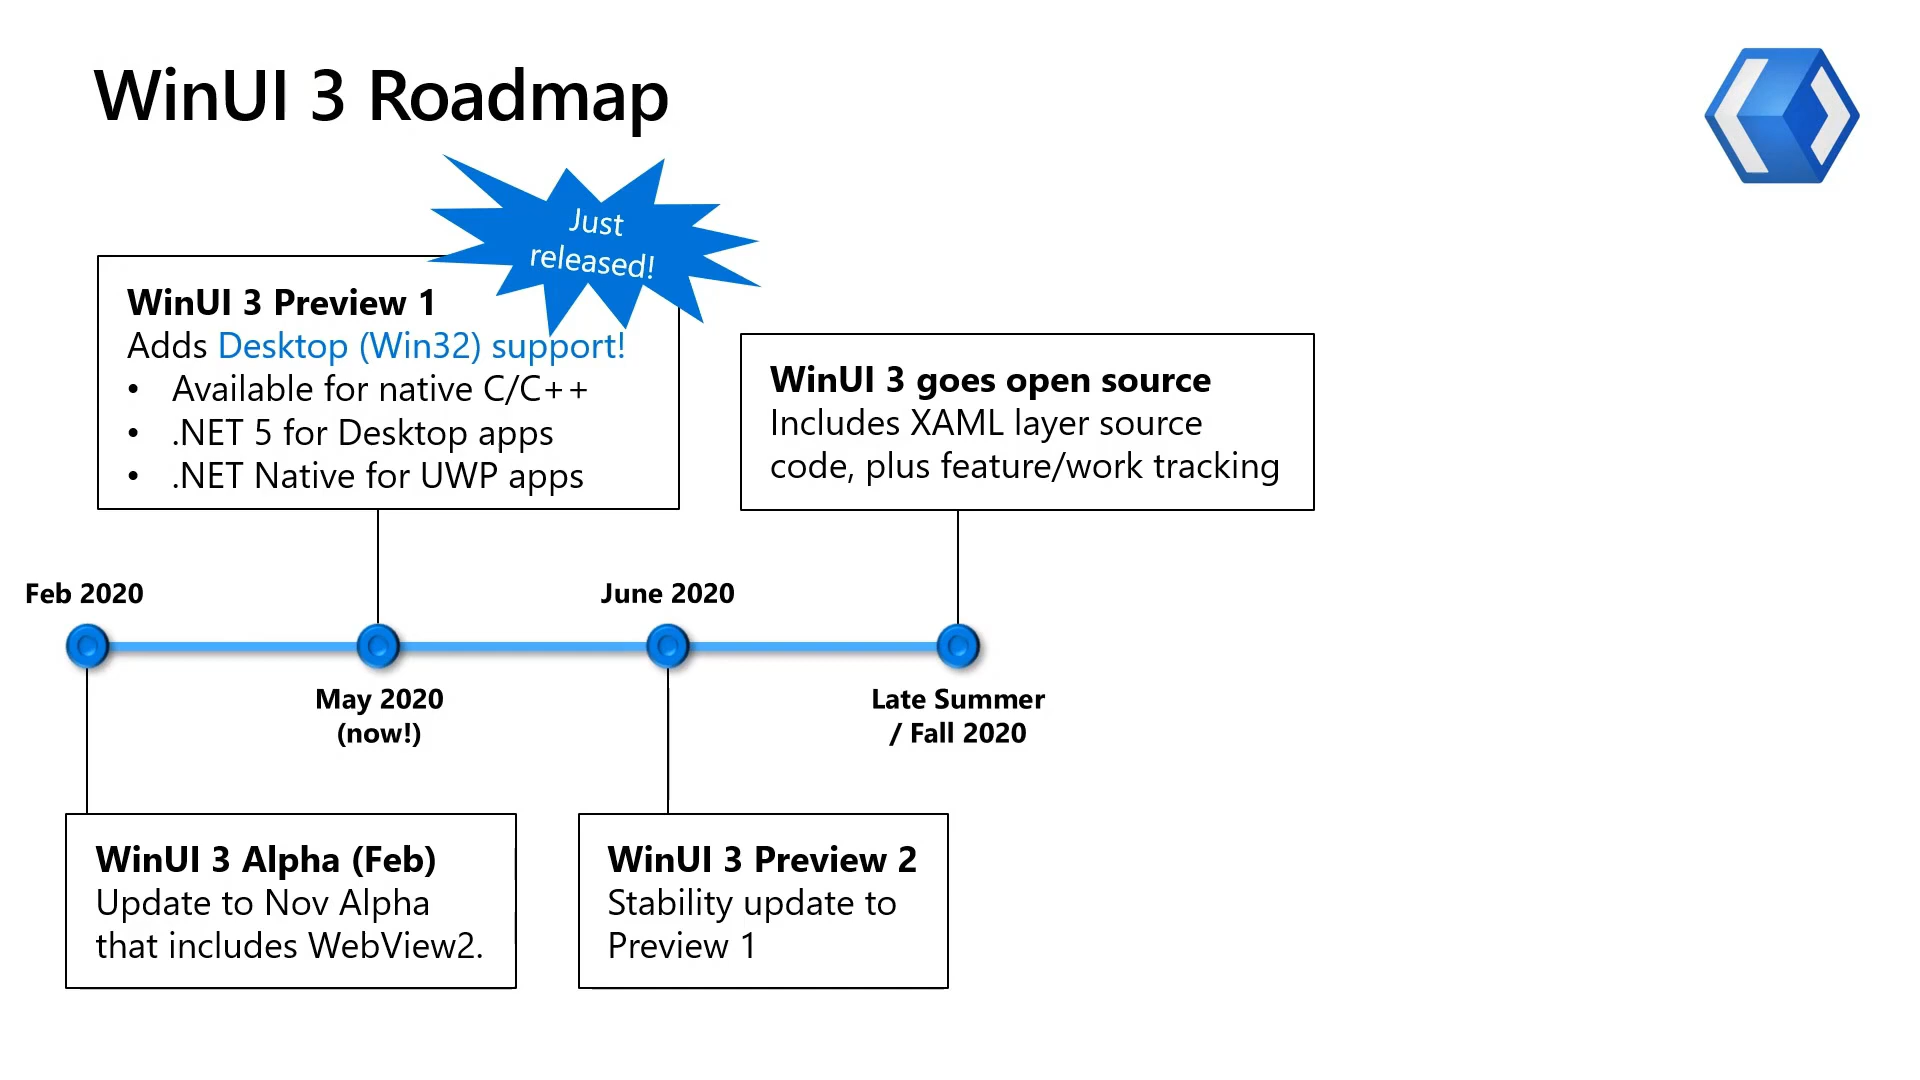 WinUI 3 Roadmap
Just
released!
WinUI 3 Preview 1
Adds Desktop (Win32) support!
• Available for native C/C++
• .NET 5 for Desktop apps
• .NET Native for UWP apps
WinUI 3 goes open source
Includes XAML layer source
code, plus feature/work tracking
Feb 2020
June 2020
May 2020
(now!)
Late Summer
/ Fall 2020
WinUI 3 Alpha (Feb)
Update to Nov Alpha
that includes WebView2.
WinUI 3 Preview 2
Stability update to
Preview 1